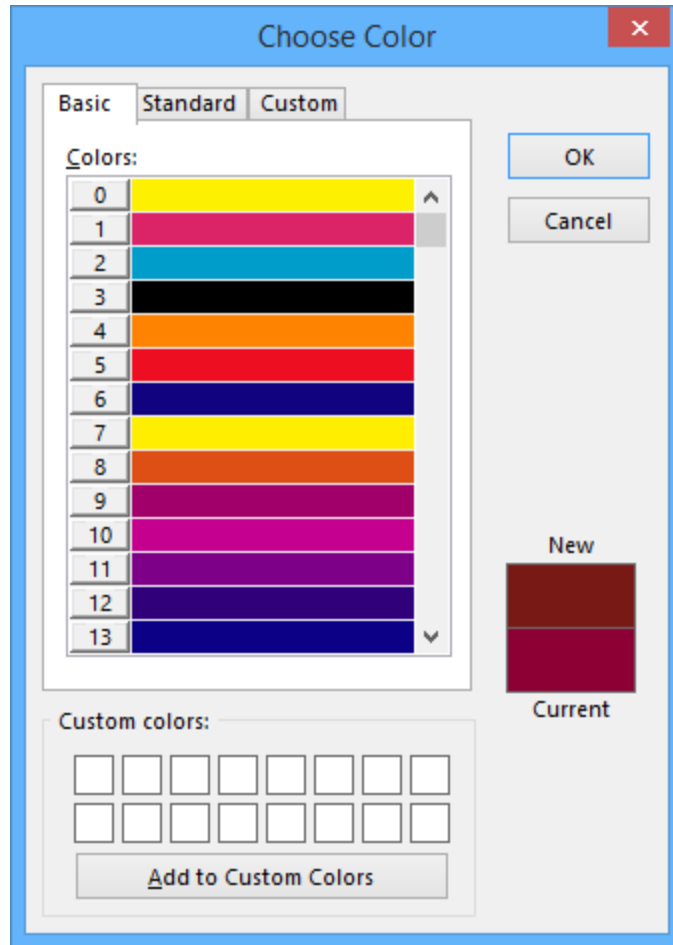 Choose Color
Basic Standard Custom
Colors:
0
1
2
3
4
5
6
7
8
9
10
11
12
13
OK
Cancel
New
Current
Custom colors:
Add to Custom Colors